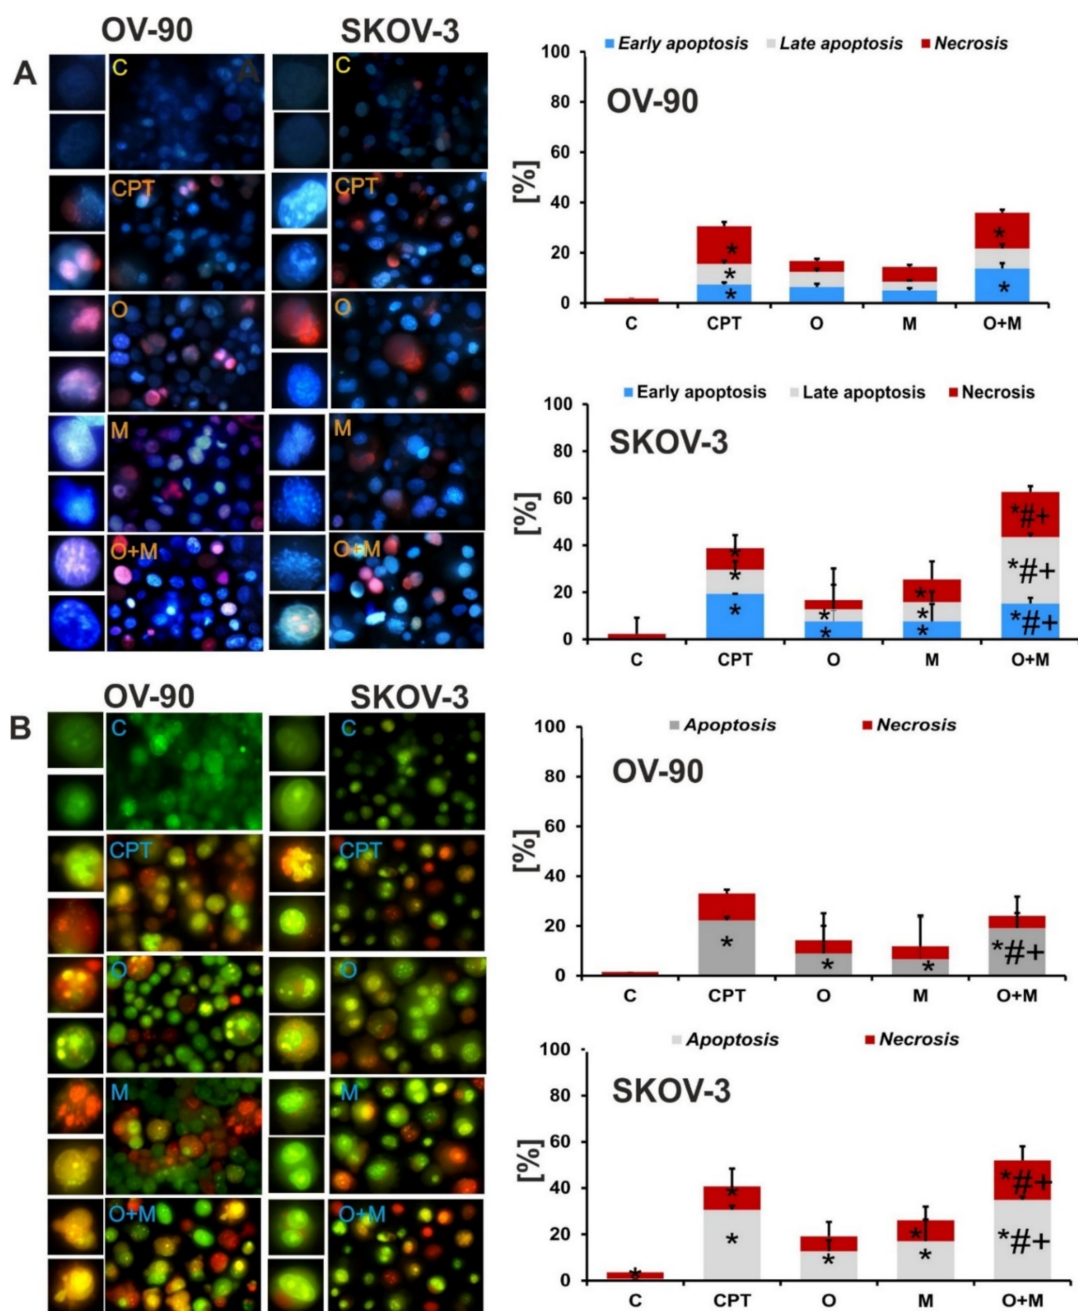 OV-90
SKOV-3
A
C
A
C
CPT
CPT
O
O
M
M
O+M
O+M
Early apoptosis Late apoptosis Necrosis
OV-90
[%]
100
80
60
40
20
0
* * *
* *
C CPT O M O+M
Early apoptosis Late apoptosis Necrosis
SKOV-3
[%]
100
80
60
40
20
0
* * *
* *
* * *
*#+
*#+
*#+
C CPT O M O+M
OV-90
SKOV-3
B
C
C
CPT
CPT
O
O
M
M
O+M
O+M
Apoptosis Necrosis
OV-90
[%]
100
80
60
40
20
0
* * * *#+
C CPT O M O+M
Apoptosis Necrosis
SKOV-3
[%]
100
80
60
40
20
0
*
* *
*
* *
*#+
*#+
C CPT O M O+M